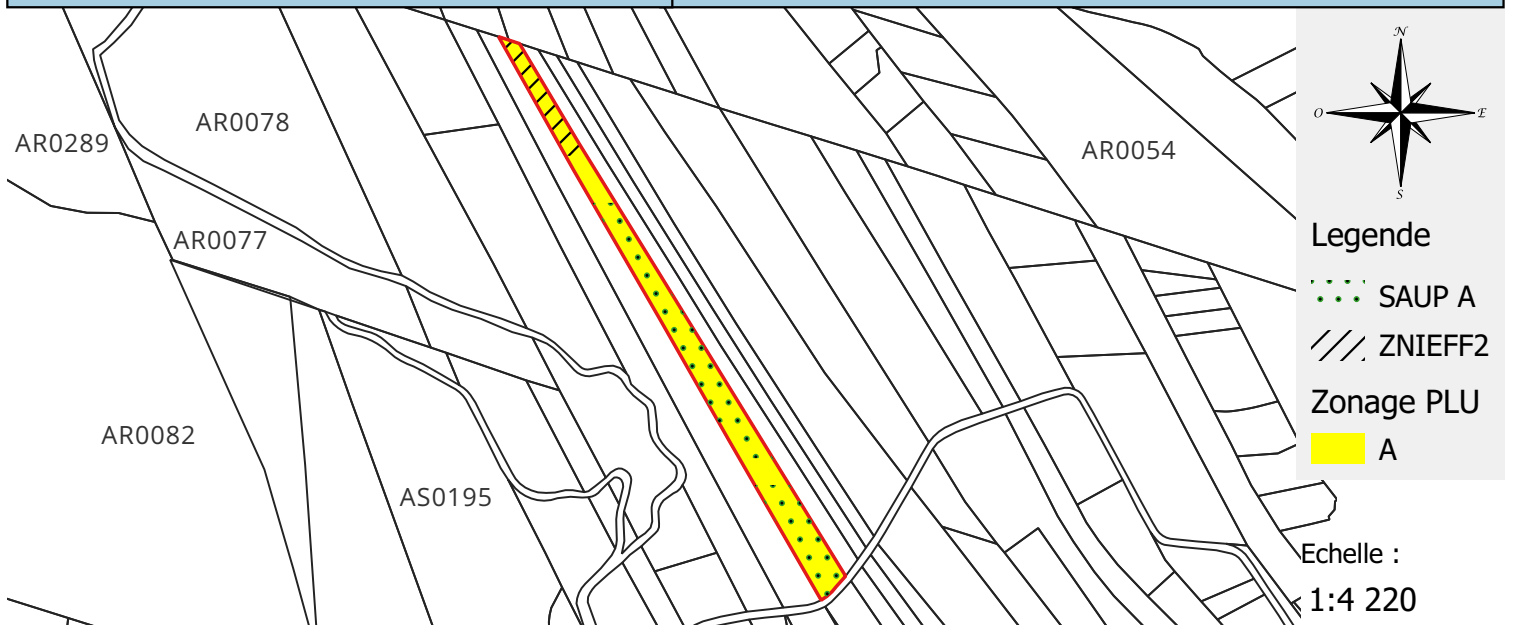 AR0078
AR0289
AR0054
AR0077
AR0082
AS0195
N
O
E
S
Legende
SAUP A
ZNIEFF2
Zonage PLU
A
Echelle :
1:4 220